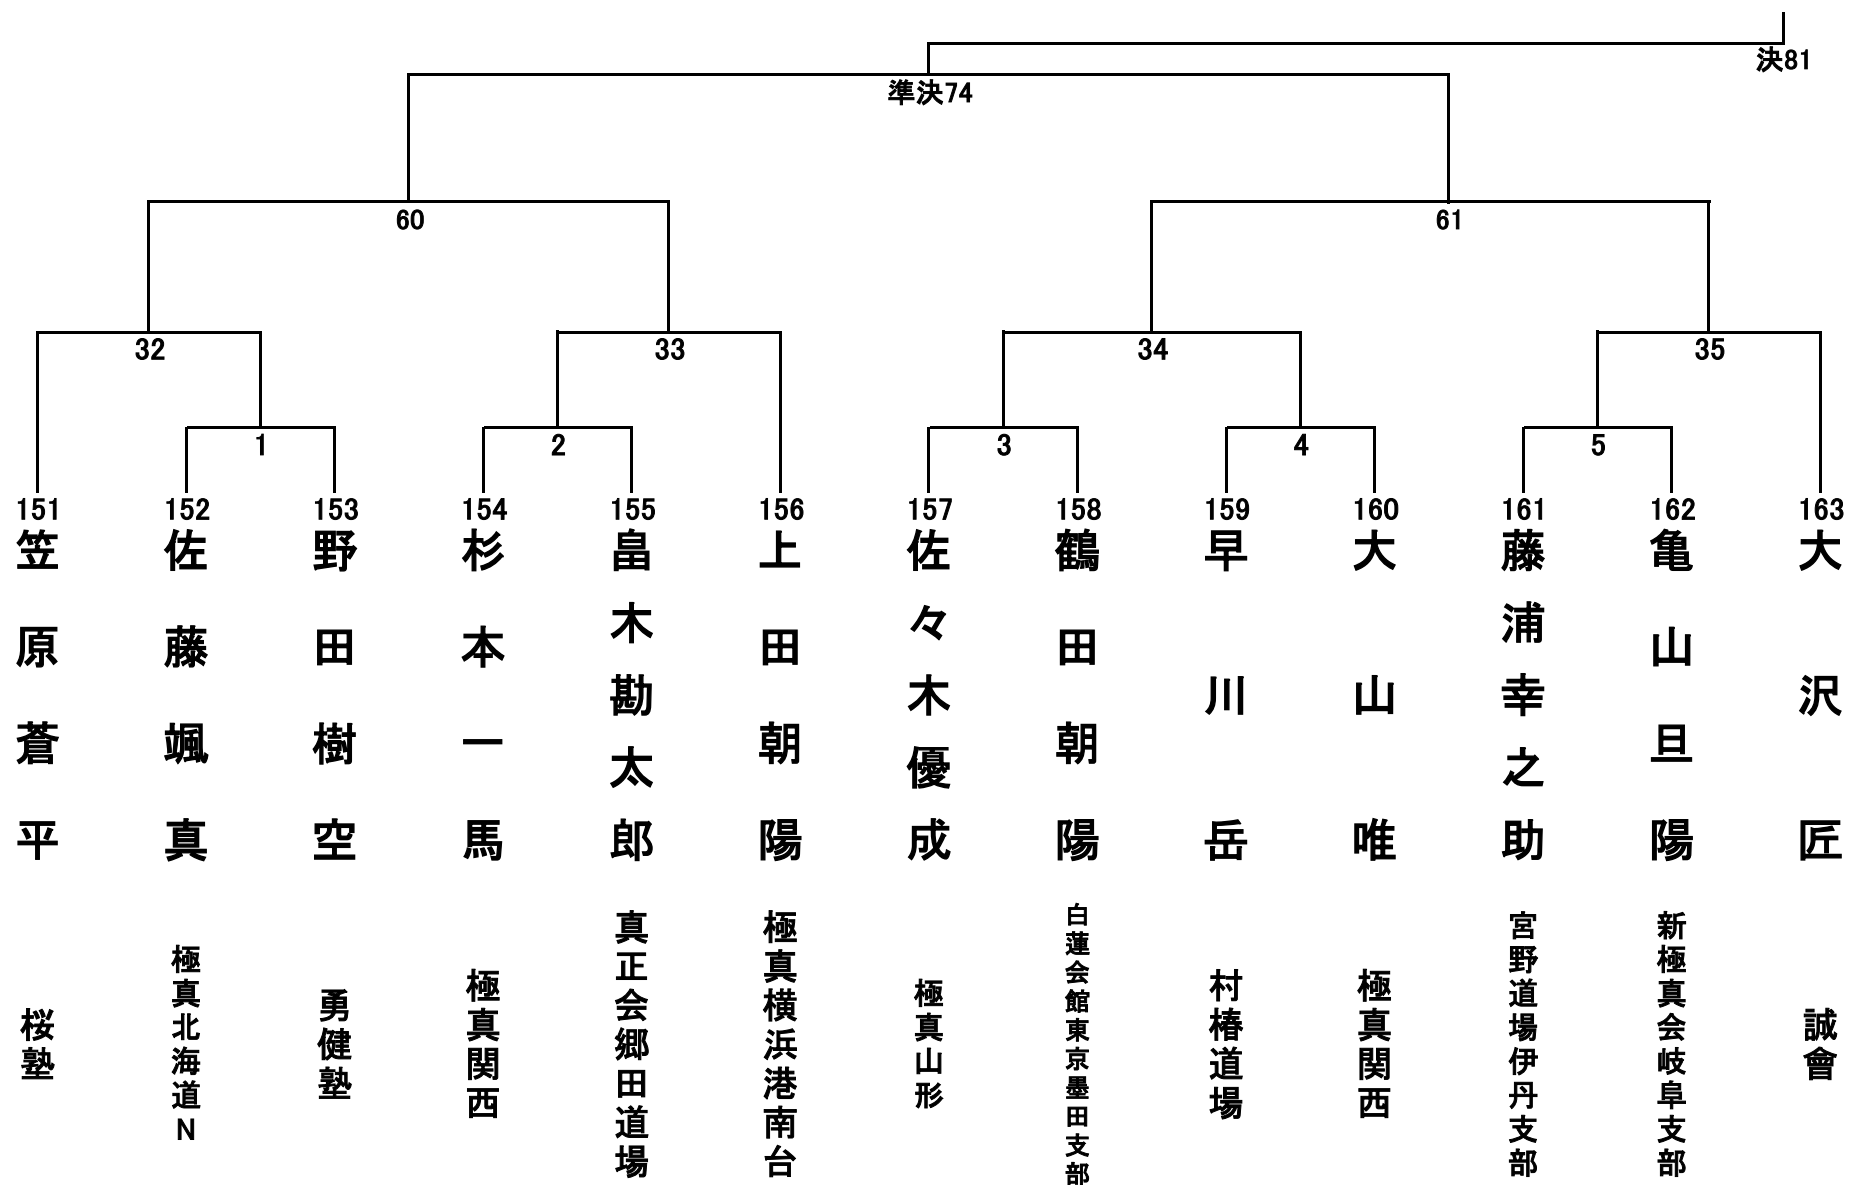 決81
準決74
60
61
32
33
34
35
1
2
3
4
5
151
152
153
154
155
156
157
158
159
160
161
162
163
笠原蒼平
佐藤颯真
野田樹空
杉本一馬
畠木勘太郎
上田朝陽
佐々木優成
鶴田朝陽
早川岳
大山唯
藤浦幸之助
亀山旦陽
大沢匠
桜塾
極真北海道N
勇健塾
極真関西
真正会郷田道場
極真横浜港南台
極真山形
白蓮会館東京墨田支部
村椿道場
極真関西
宮野道場伊丹支部
新極真会岐阜支部
誠會